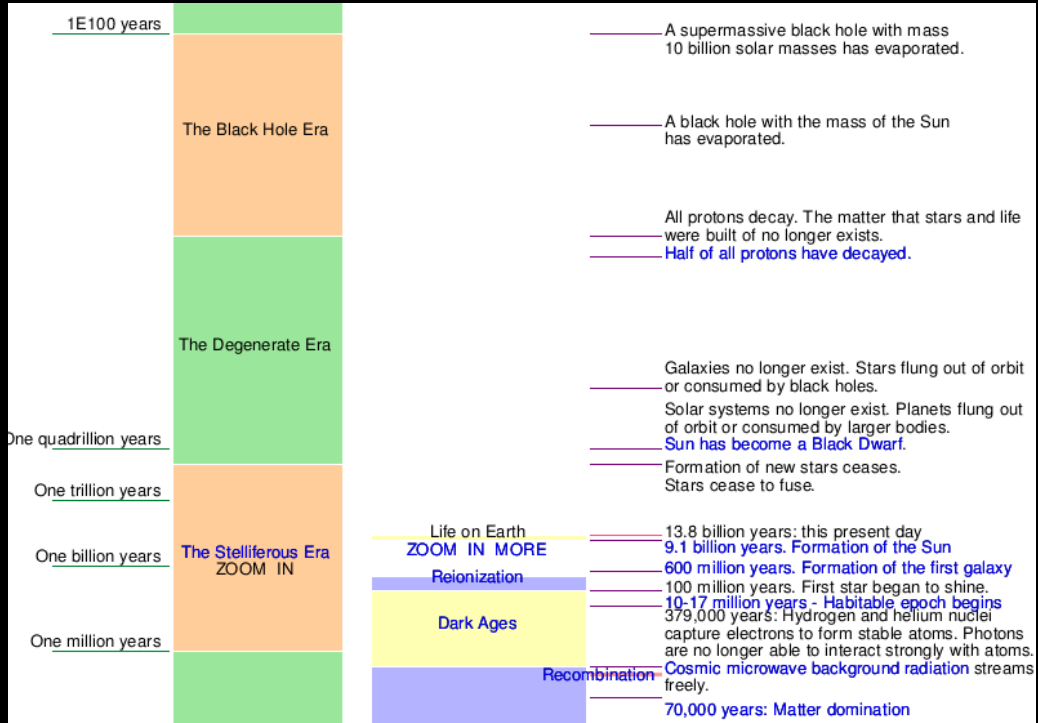 1E100 years
The Black Hole Era
The Degenerate Era
One quadrillion years
One trillion years
One billion years
The Stelliferous Era
ZOOM IN
One million years
Life on Earth
ZOOM IN MORE
Reionization
Dark Ages
Recombination
A supermassive black hole with mass
10 billion solar masses has evaporated.
A black hole with the mass of the Sun
has evaporated.
All protons decay. The matter that stars and life
were built of no longer exists.
Half of all protons have decayed.
Galaxies no longer exist. Stars flung out of orbit
or consumed by black holes.
Solar systems no longer exist. Planets flung out
of orbit or consumed by larger bodies.
Sun has become a Black Dwarf.
Formation of new stars ceases.
Stars cease to fuse.
13.8 billion years: this present day
9.1 billion years. Formation of the Sun
600 million years. Formation of the first galaxy
100 million years. First star began to shine.
10-17 million years - Habitable epoch begins
379,000 years: Hydrogen and helium nuclei
capture electrons to form stable atoms. Photons
are no longer able to interact strongly with atoms.
Cosmic microwave background radiation streams
freely.
70,000 years: Matter domination